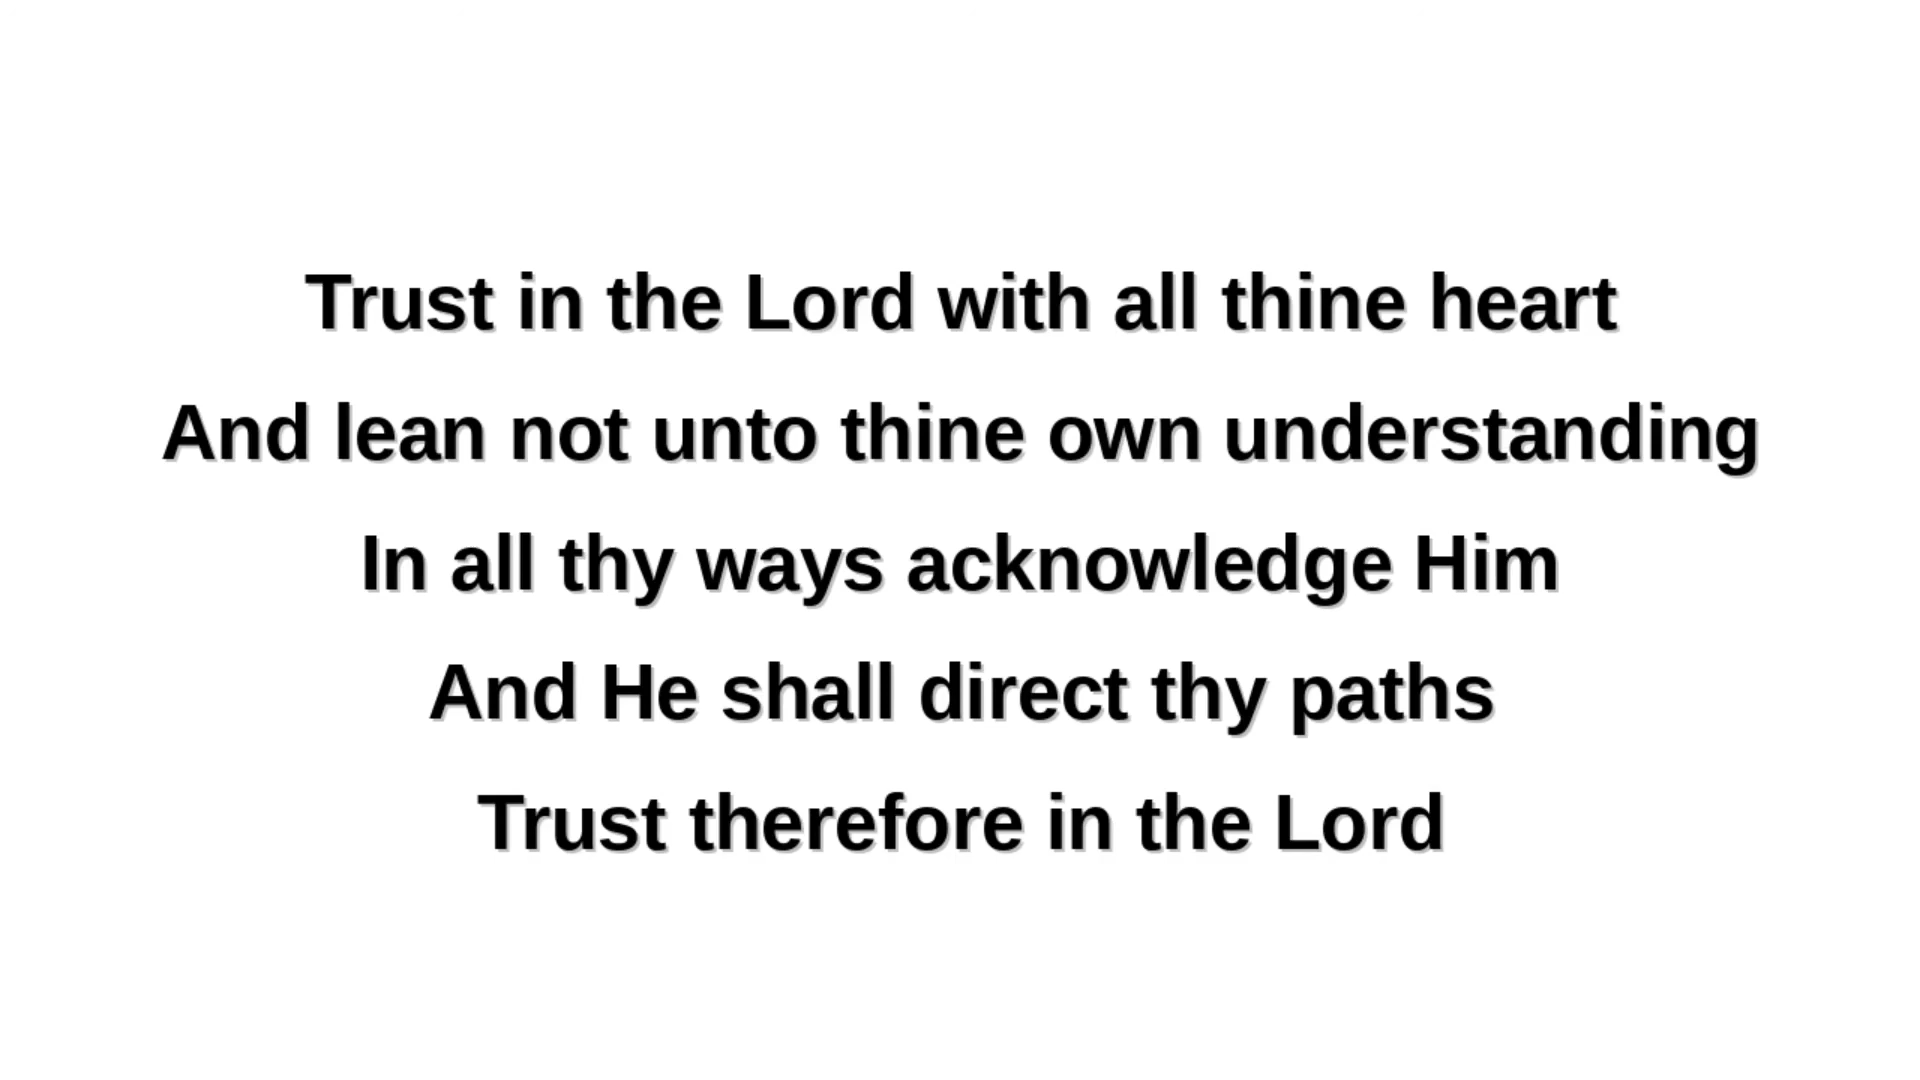 Trust in the Lord with all thine heart
And lean not unto thine own understanding
In all thy ways acknowledge Him
And He shall direct thy paths
Trust therefore in the Lord